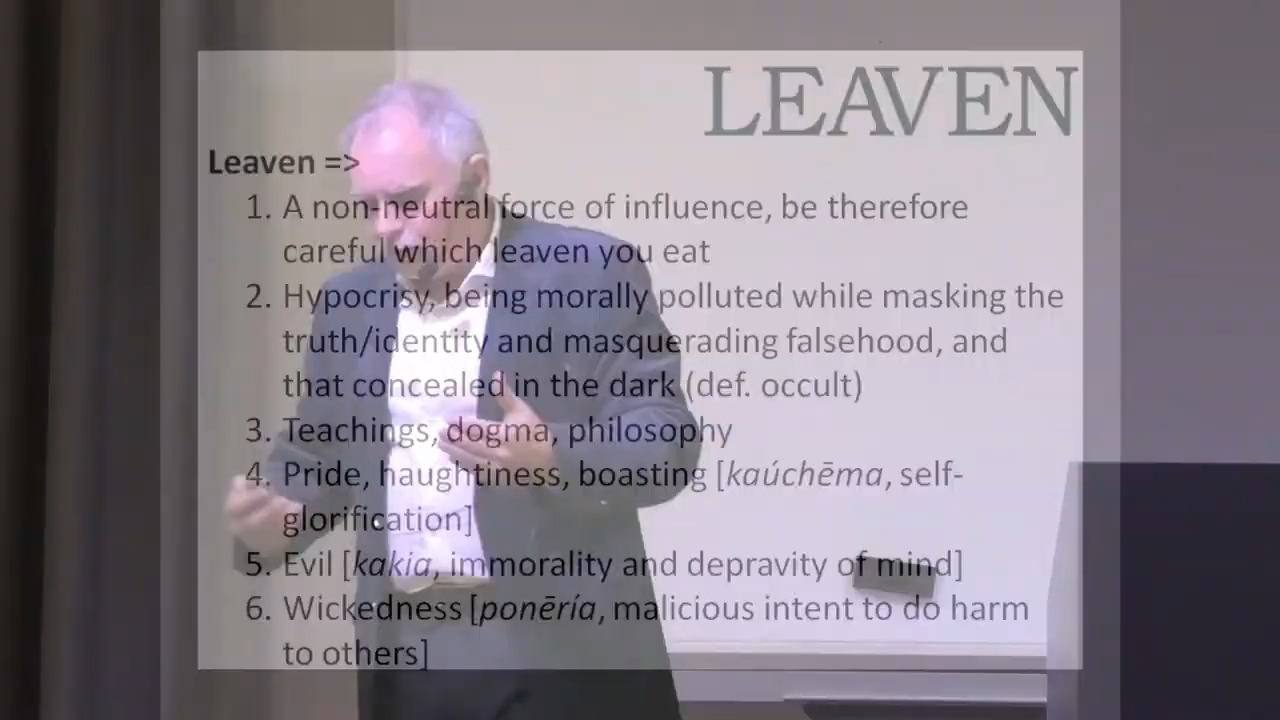 LEAVEN
Leaven =>
1. A non-neutral force of influence, be therefore
careful which leaven you eat
2. Hypocrisy, being morally polluted while masking the
truth/identity and masquerading falsehood, and
that concealed in the dark (def. occult)
3. Teachings, dogma, philosophy
4. Pride, haughtiness, boasting [kaúchēma, self-
glorification]
5. Evil [kakia, immorality and depravity of mind]
6. Wickedness [ponēría, malicious intent to do harm
to others]